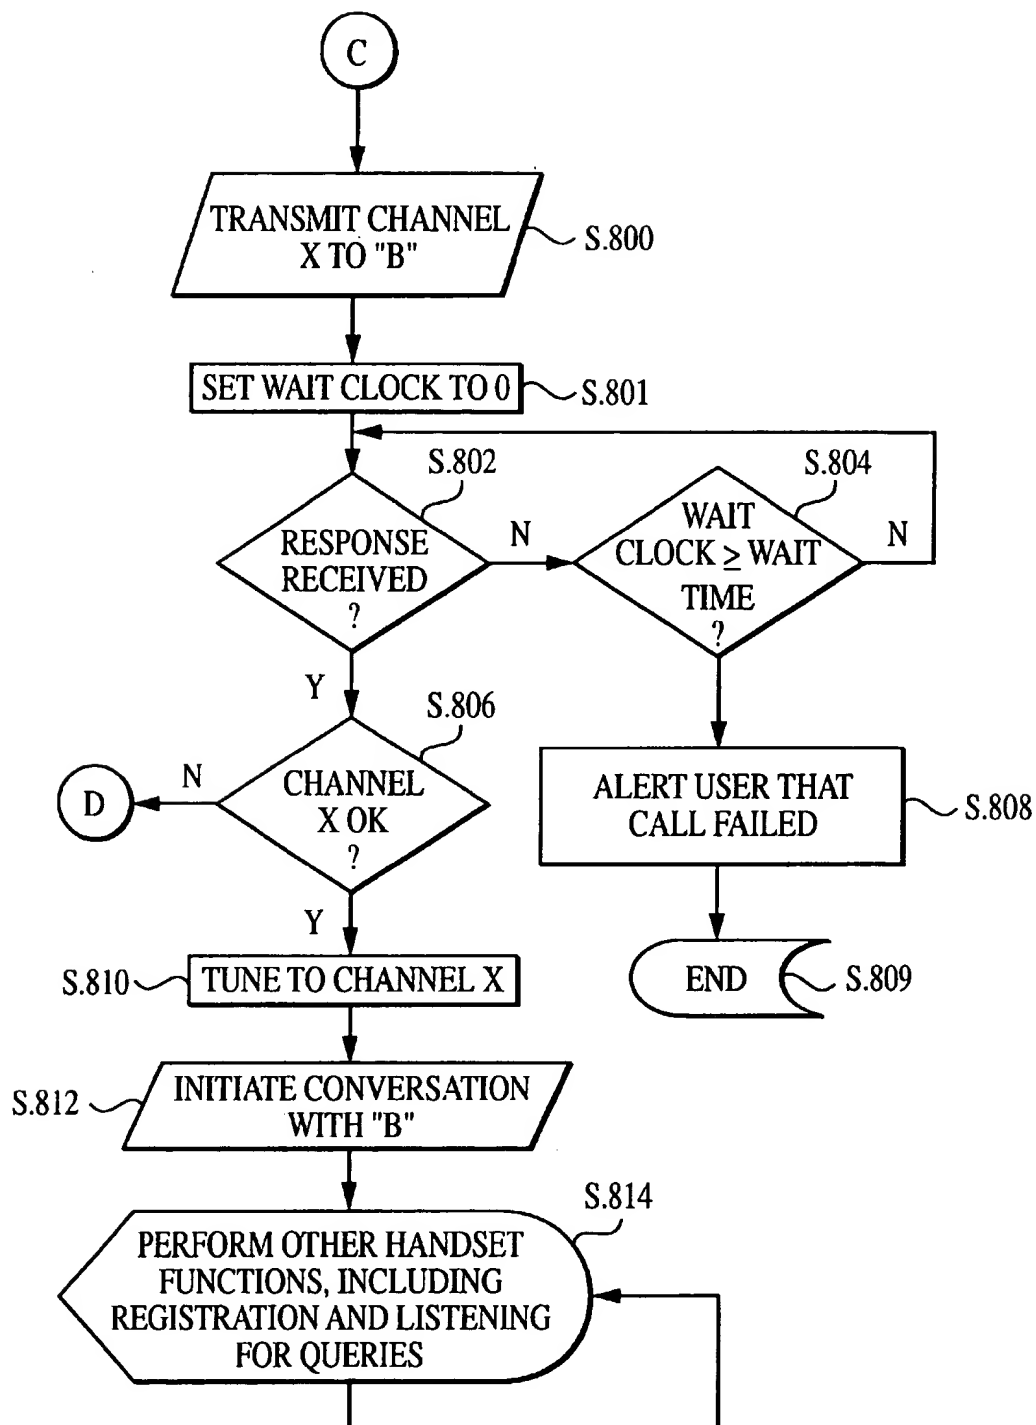 C
TRANSMIT CHANNEL
X TO "B"
S.800
SET WAIT CLOCK TO 0
S.801
S.802
RESPONSE
RECEIVED
?
N
Y
S.804
WAIT
CLOCK ≥ WAIT
TIME
?
N
S.806
CHANNEL
X OK
?
N
D
Y
ALERT USER THAT
CALL FAILED
S.808
END
S.809
S.810
TUNE TO CHANNEL X
S.812
INITIATE CONVERSATION
WITH "B"
S.814
PERFORM OTHER HANDSET
FUNCTIONS, INCLUDING
REGISTRATION AND LISTENING
FOR QUERIES